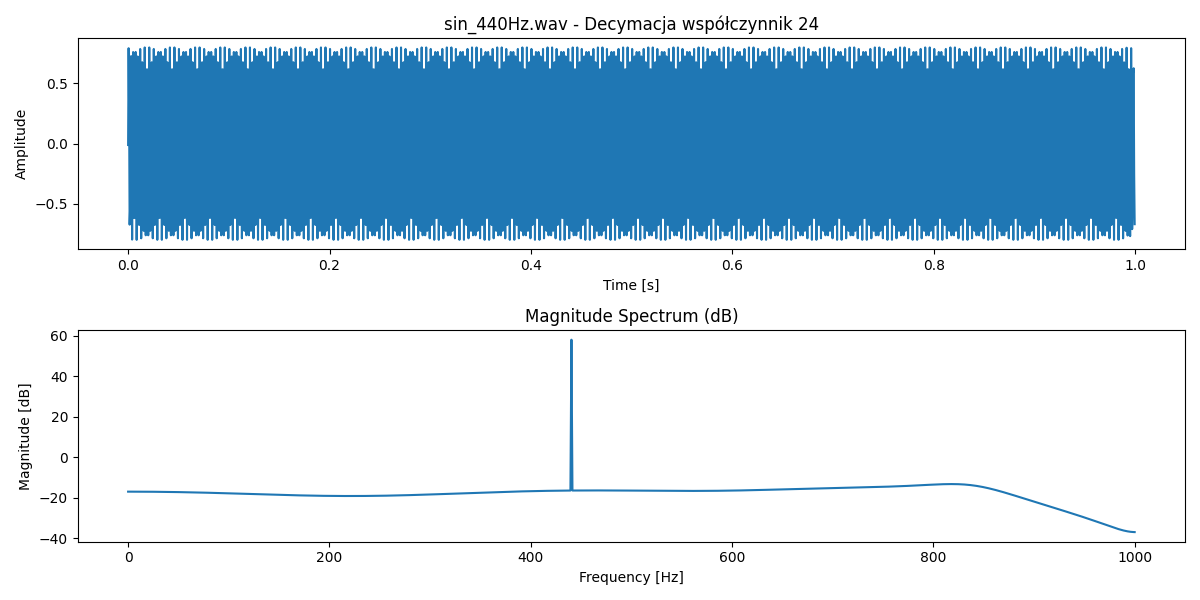 sin_440Hz.wav - Decymacja współczynnik 24
Amplitude
0.5
0.0
−0.5
0.0 0.2 0.4 0.6 0.8 1.0
Time [s]
Magnitude Spectrum (dB)
Magnitude [dB]
60
40
20
0
−20
−40
0 200 400 600 800 1000
Frequency [Hz]